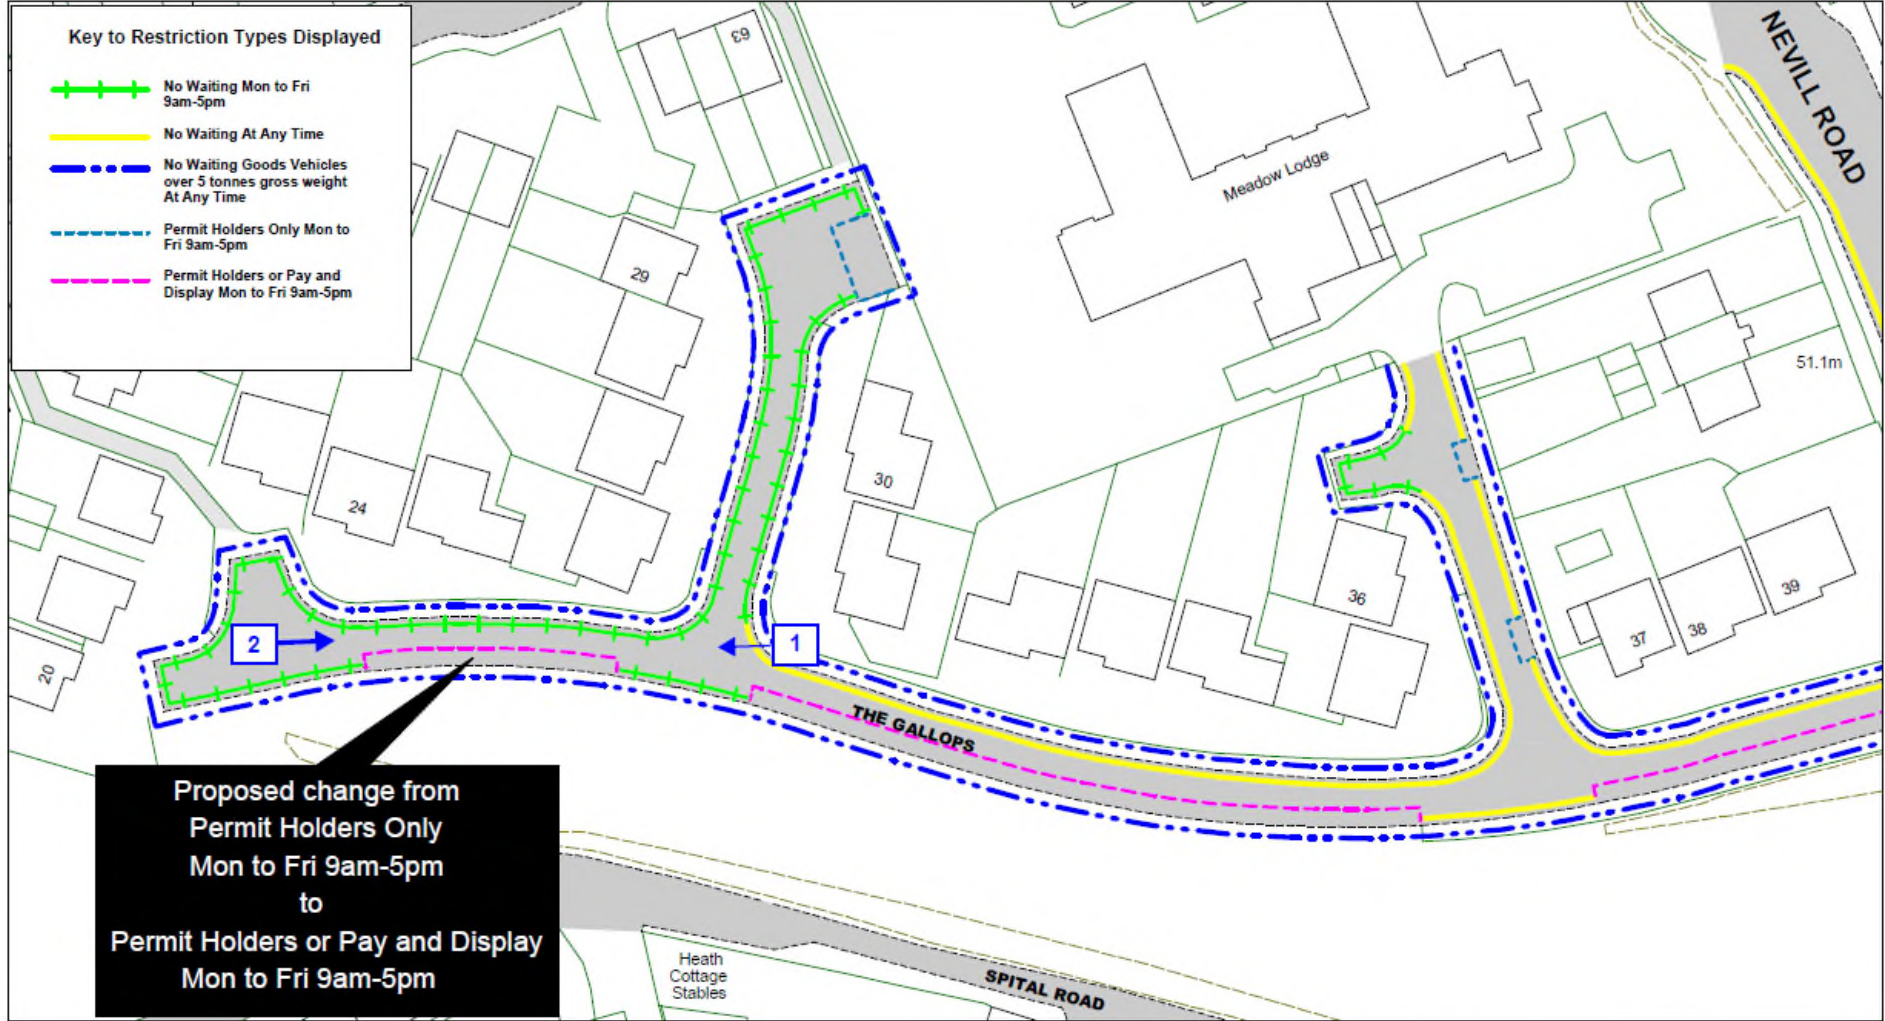 Key to Restriction Types Displayed
No Waiting Mon to Fri
9am-5pm
No Waiting At Any Time
No Waiting Goods Vehicles
over 5 tonnes gross weight
At Any Time
Permit Holders Only Mon to
Fri 9am-5pm
Permit Holders or Pay and
Display Mon to Fri 9am-5pm
63
NEVILL ROAD
Meadow Lodge
29
51.1m
30
24
36
39
38
37
20
2
1
THE GALLOPS
Proposed change from
Permit Holders Only
Mon to Fri 9am-5pm
to
Permit Holders or Pay and Display
Mon to Fri 9am-5pm
Heath
Cottage
Stables
SPITAL ROAD